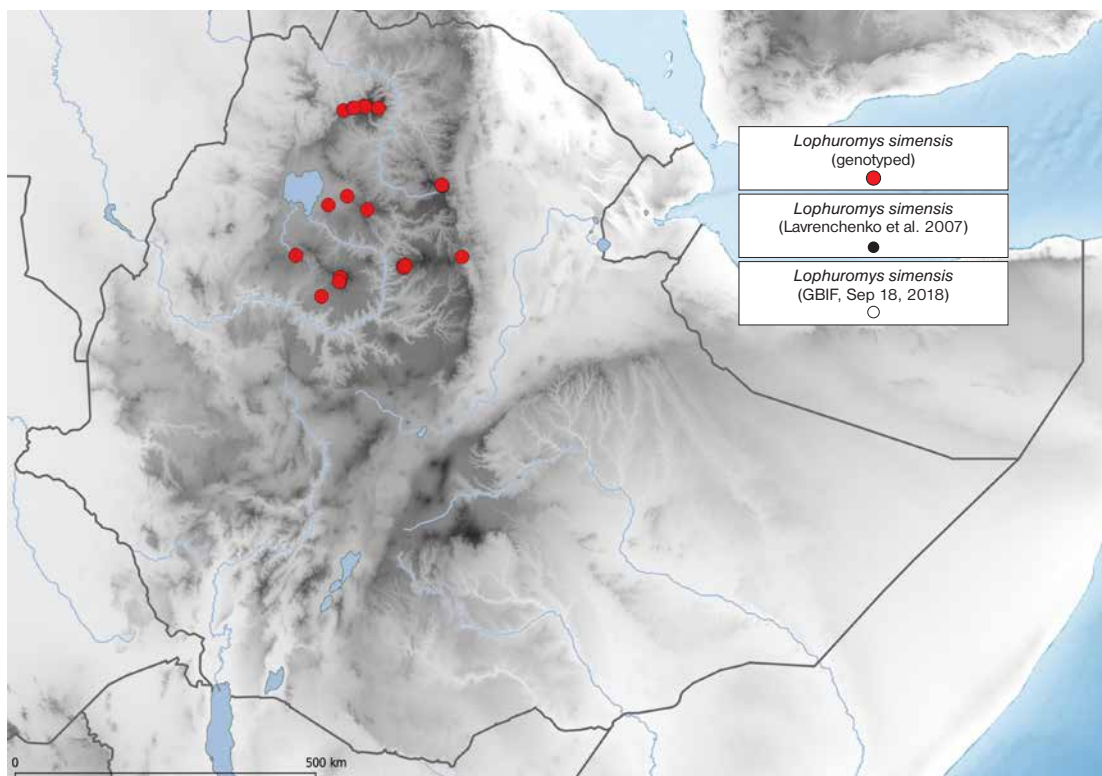 Lophuromys simensis
(genotyped)
Lophuromys simensis
(Lavrenchenko et al. 2007)
Lophuromys simensis
(GBIF, Sep 18, 2018)
0
500 km